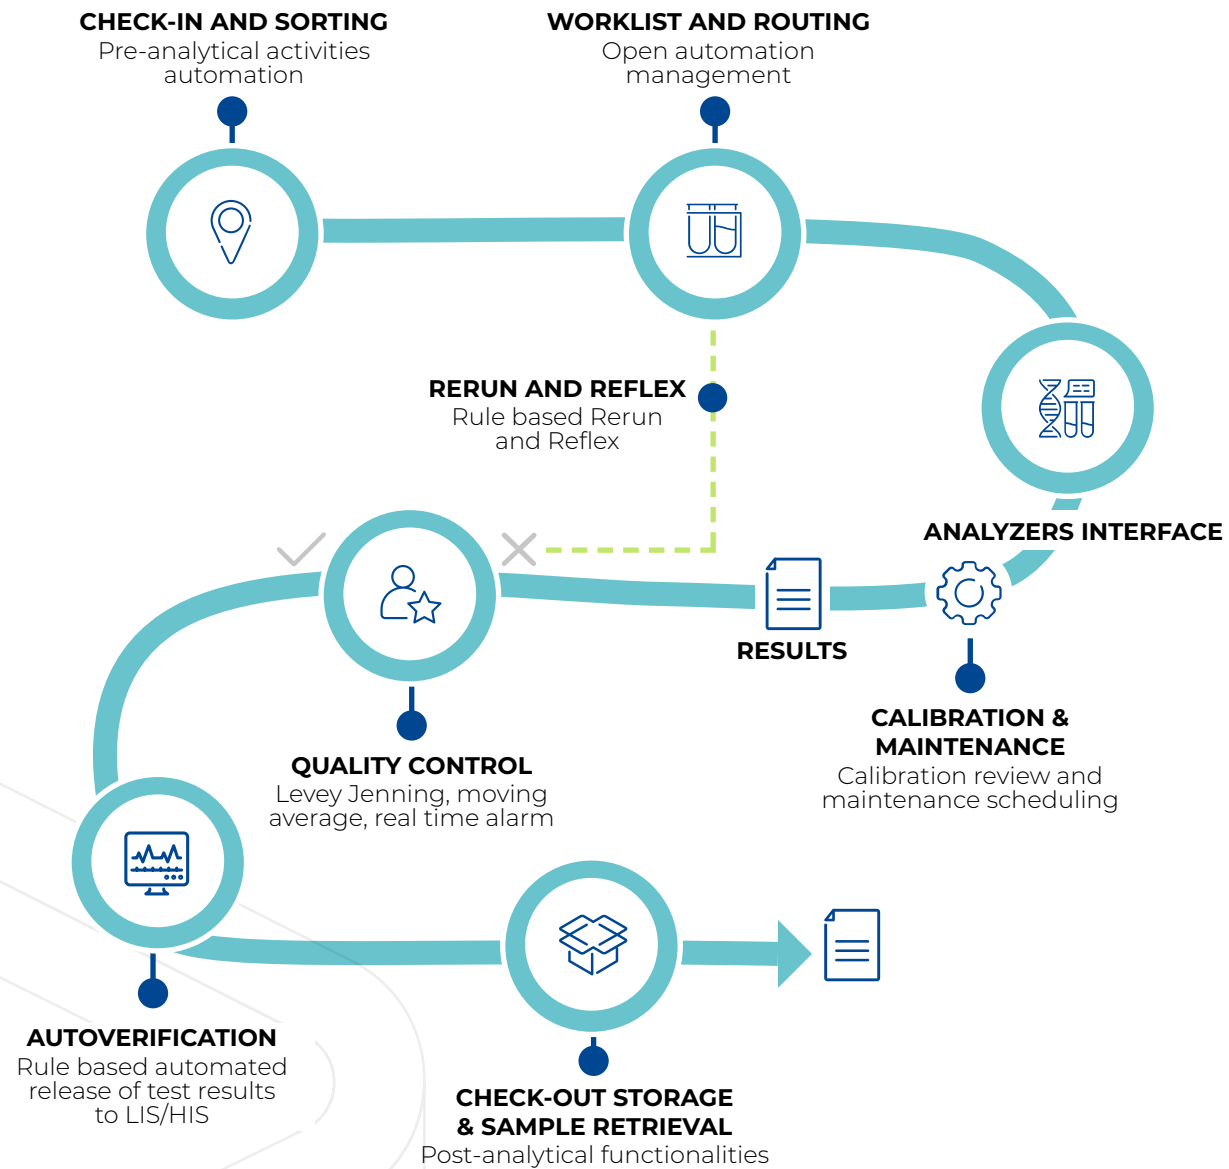 CHECK-IN AND SORTING
Pre-analytical activities
automation
WORKLIST AND ROUTING
Open automation
management
RERUN AND REFLEX
Rule based Rerun
and Reflex
ANALYZERS INTERFACE
RESULTS
CALIBRATION &
MAINTENANCE
Calibration review and
maintenance scheduling
QUALITY CONTROL
Levey Jenning, moving
average, real time alarm
AUTOVERIFICATION
Rule based automated
release of test results
to LIS/HIS
CHECK-OUT STORAGE
& SAMPLE RETRIEVAL
Post-analytical functionalities